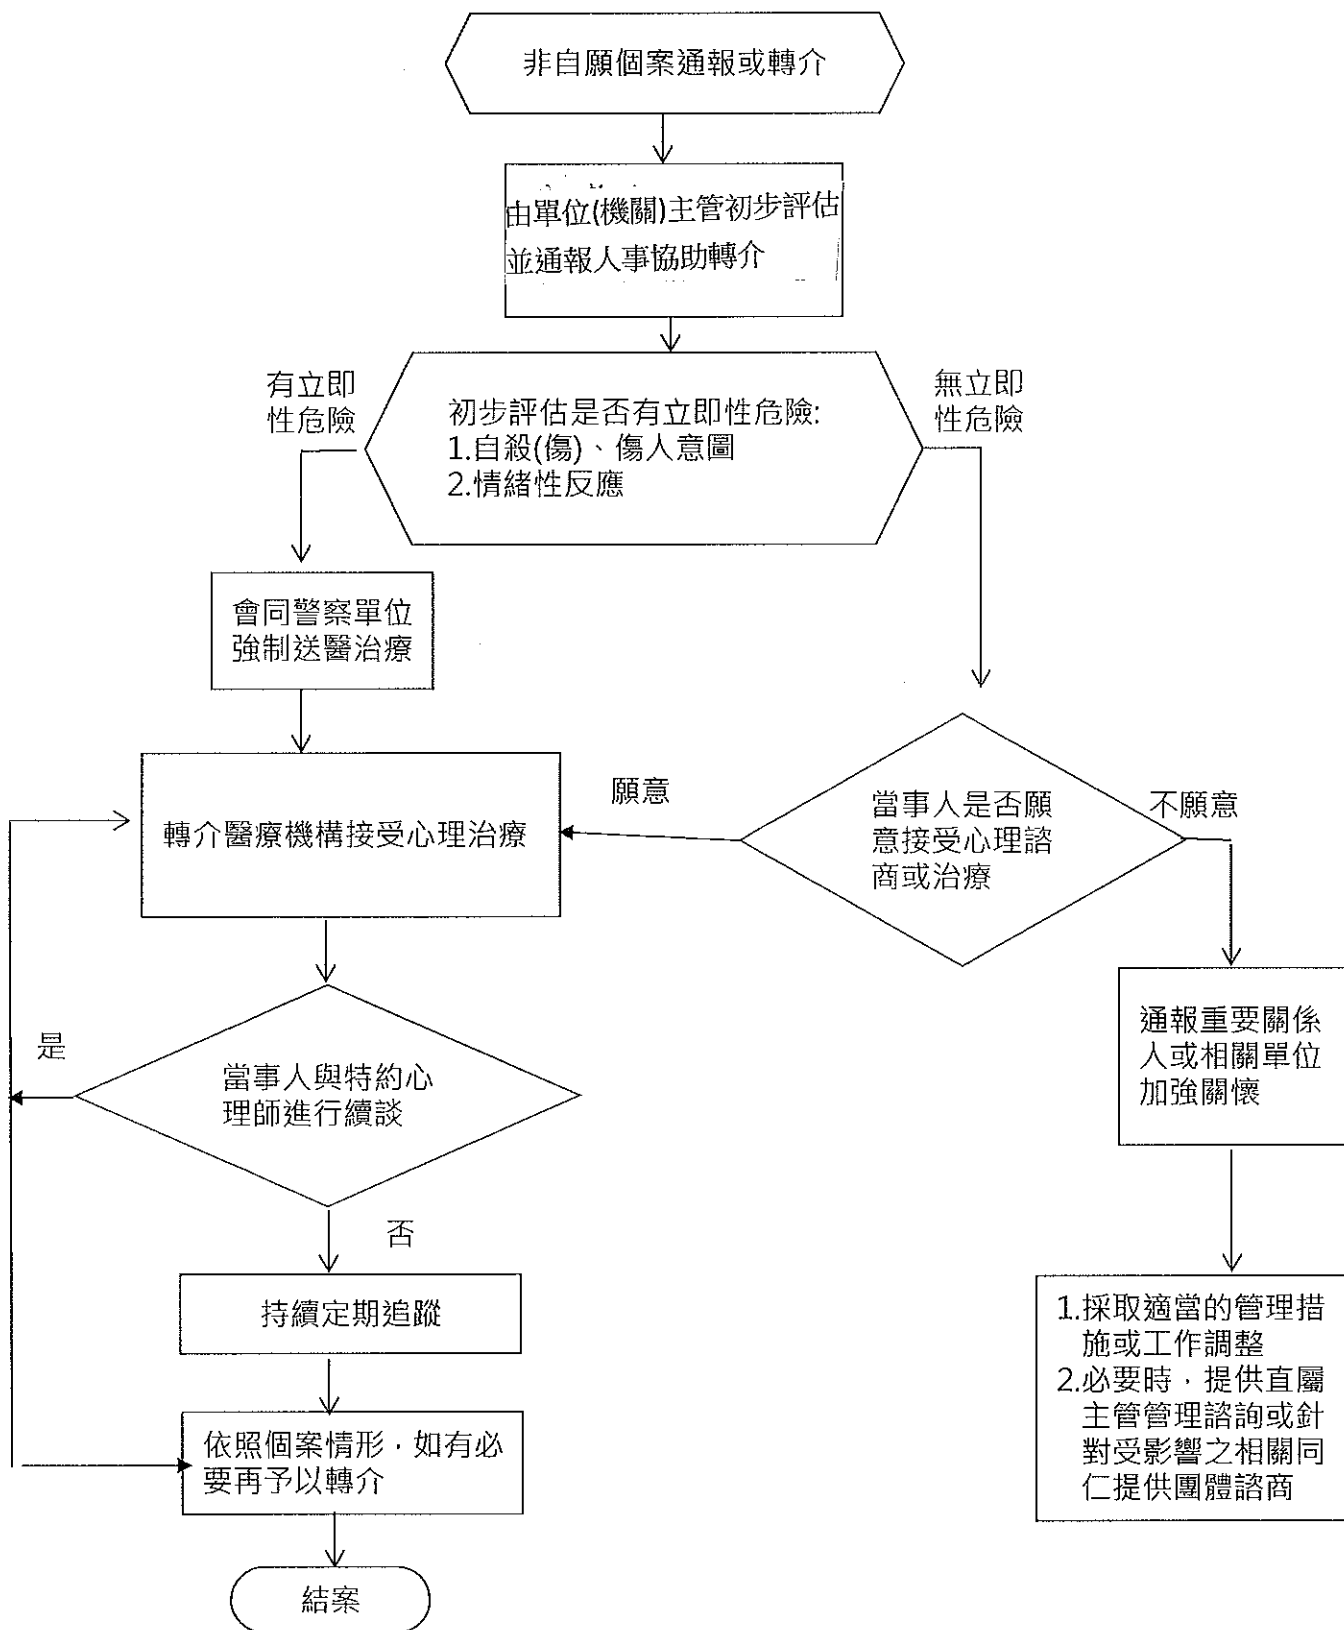 非自願個案通報或轉介
由單位(機關)主管初步評估
並通報人事協助轉介
有立即
性危險
初步評估是否有立即性危險:
1.自殺(傷)、傷人意圖
2.情緒性反應
無立即
性危險
會同警察單位
強制送醫治療
轉介醫療機構接受心理治療
願意
當事人是否願
意接受心理諮
商或治療
不願意
通報重要關係
人或相關單位
加強關懷
是
當事人與特約心
理師進行續談
否
持續定期追蹤
1.採取適當的管理措
施或工作調整
2.必要時，提供直屬
主管管理諮詢或針
對受影響之相關同
仁提供團體諮商
依照個案情形，如有必
要再予以轉介
結案